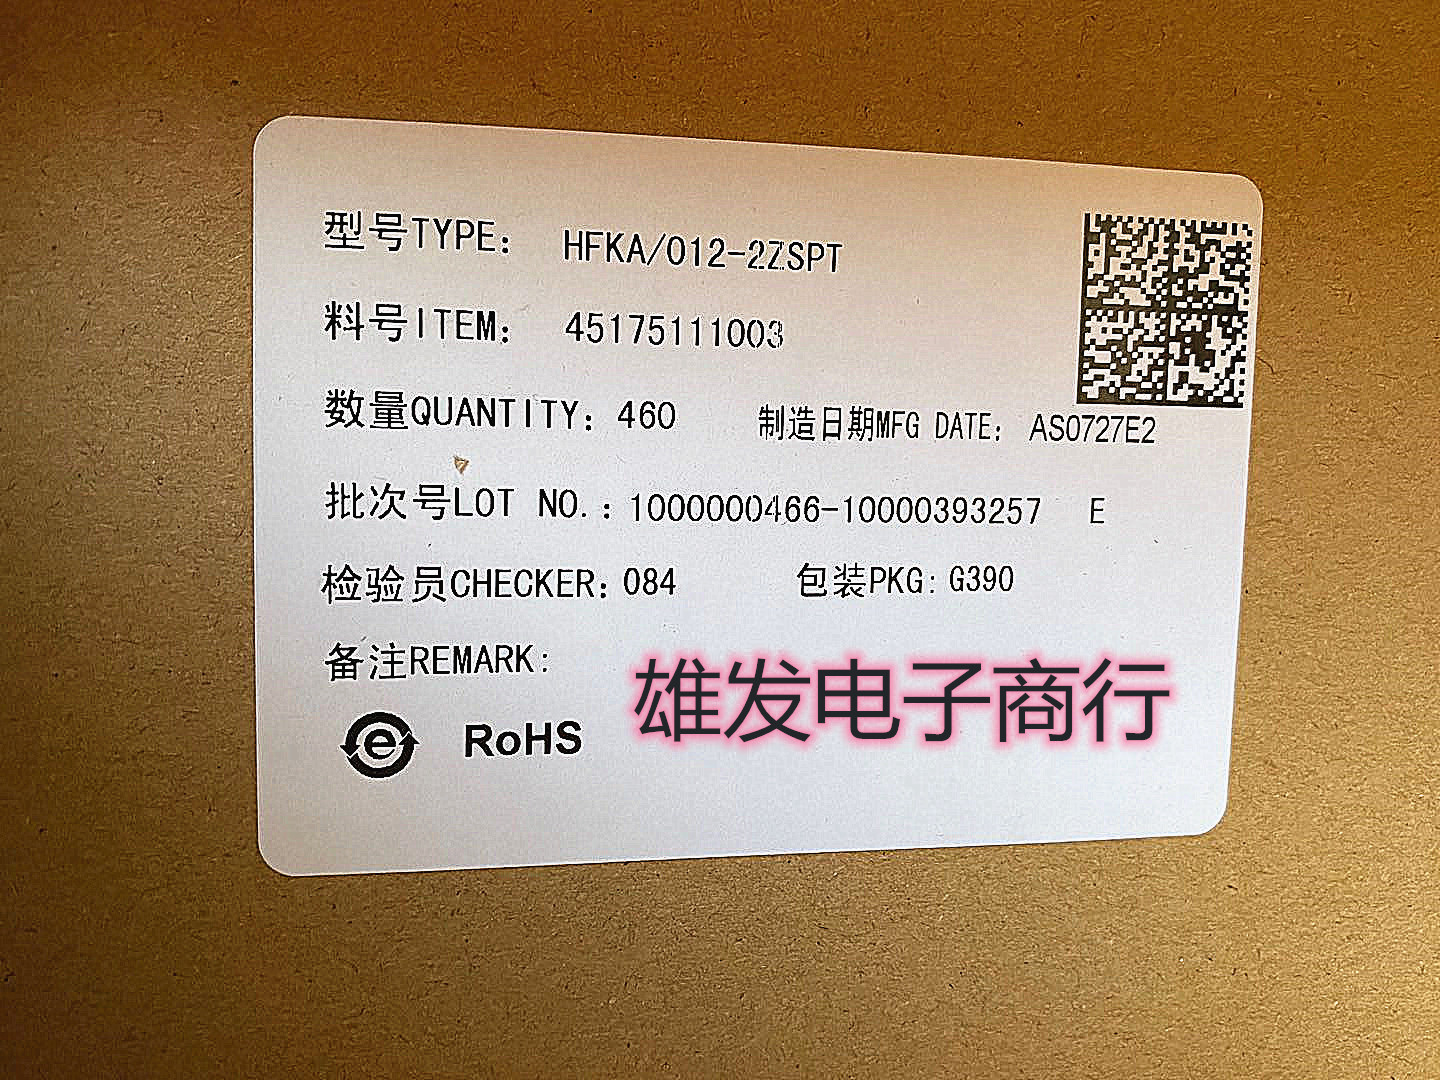 型号TYPE： HFKA/012-2ZSPT
料号ITEM： 45175111003
数量QUANTITY：460 制造日期MFG DATE： AS0727E2
批次号LOT NO.：1000000466-10000393257 E
检验员CHECKER：084 包装PKG：G390
备注REMARK：
雄发电子商行
e RoHS